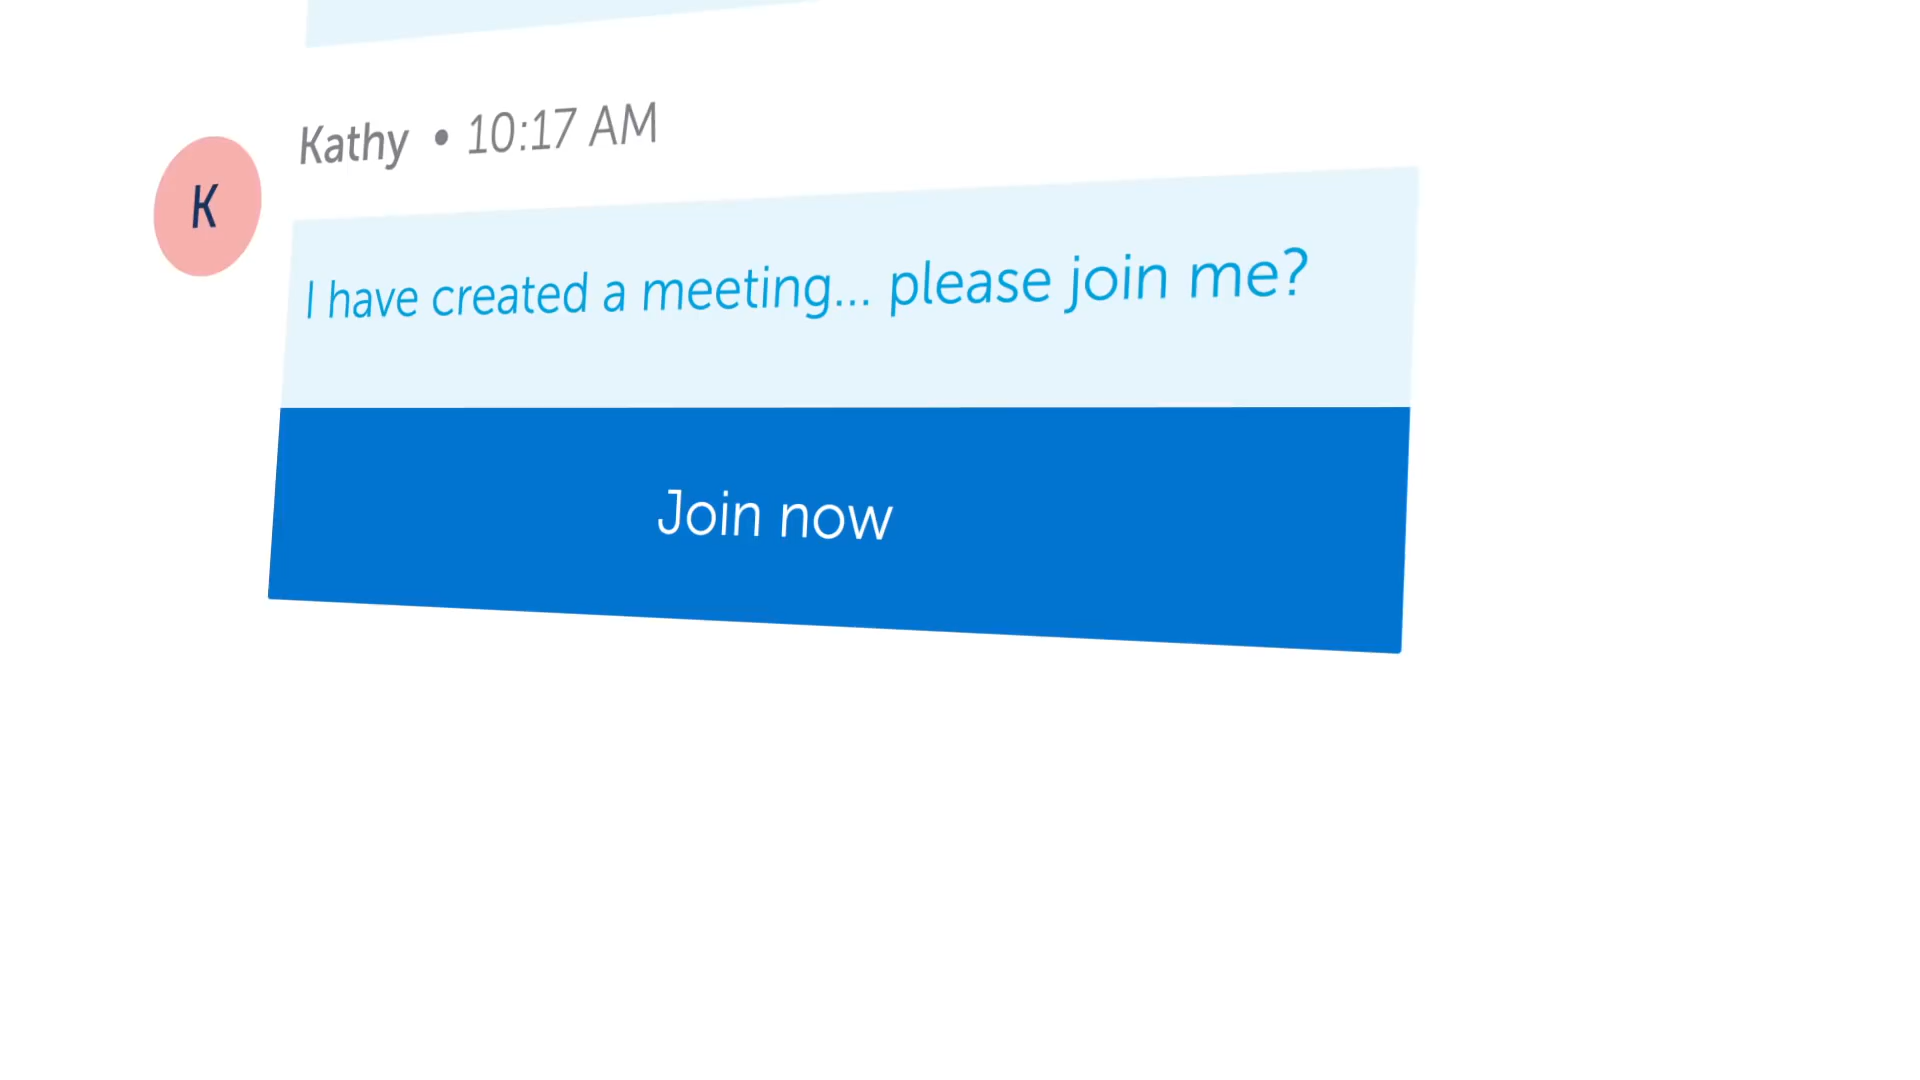 Kathy • 10:17 AM
K
I have created a meeting... please join me?
Join now